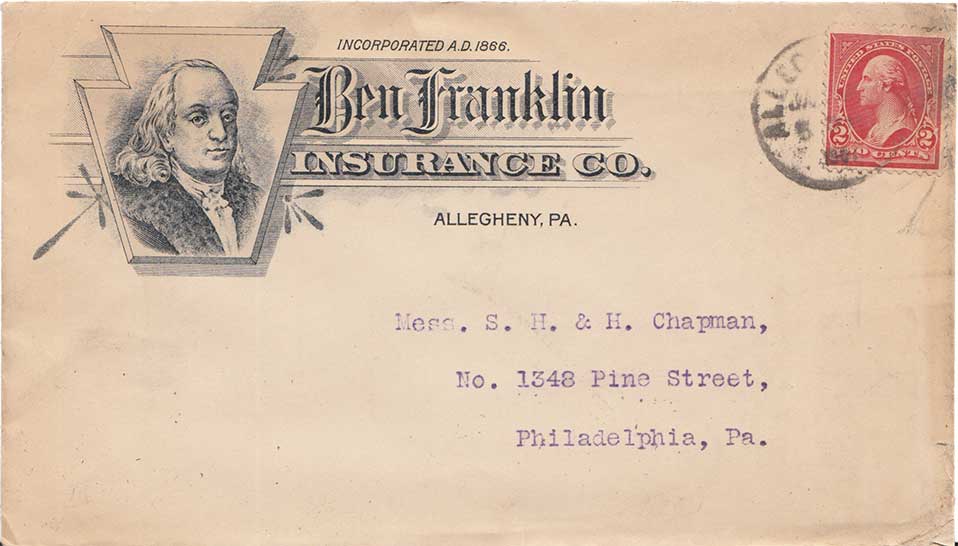 INCORPORATED A.D. 1866.
Ben Franklin
INSURANCE CO.
ALLEGHENY, PA.
UNITED STATES POSTAGE
2 2
TWO CENTS
Mess. S. H. & H. Chapman,
No. 1348 Pine Street,
Philadelphia, Pa.